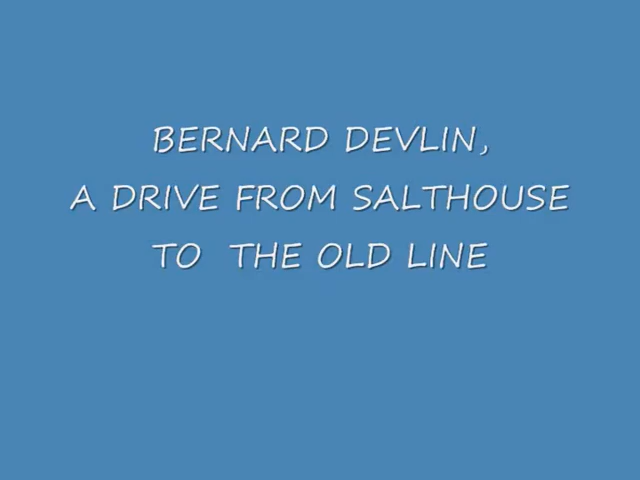 BERNARD DEVLIN,
A DRIVE FROM SALTHOUSE
TO THE OLD LINE